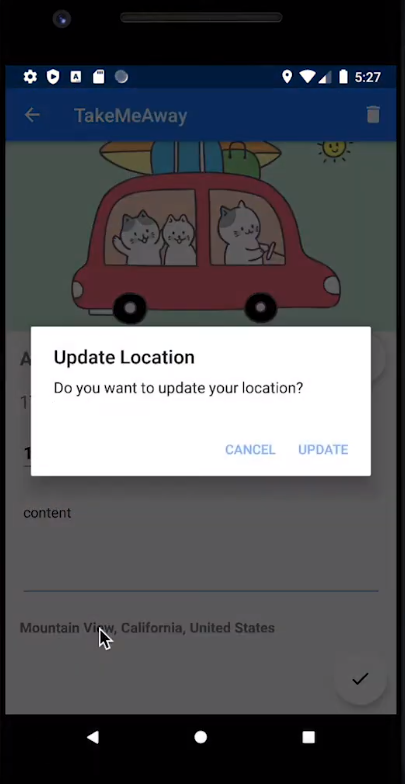 5:27
TakeMeAway
A
Update Location
Do you want to update your location?
1
CANCEL UPDATE
content
Mountain View, California, United States